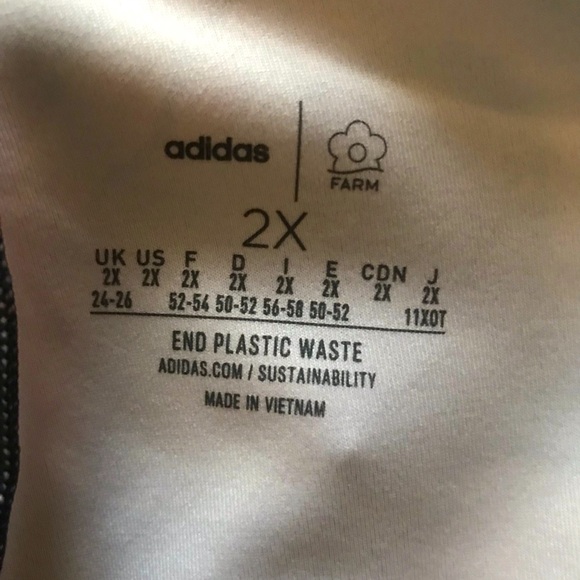 adidas
FARM
2X
UK US F D I E CDN J
2X 2X 2X 2X 2X 2X 2X 2X
24-26 52-54 50-52 56-58 50-52 11XOT
END PLASTIC WASTE
ADIDAS.COM / SUSTAINABILITY
MADE IN VIETNAM